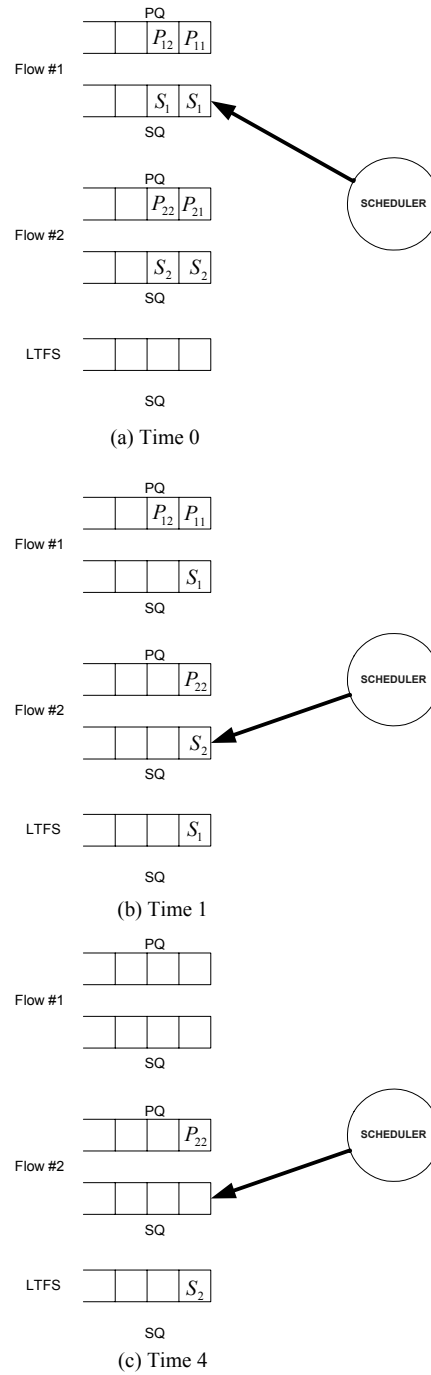 PQ
P12 P11
Flow #1
S1 S1
SQ
SCHEDULER
PQ
P22 P21
Flow #2
S2 S2
SQ
LTFS
SQ
(a) Time 0
PQ
P12 P11
Flow #1
S1
SQ
SCHEDULER
PQ
P22
Flow #2
S2
SQ
LTFS S1
SQ
(b) Time 1
PQ
Flow #1
SQ
SCHEDULER
PQ
P22
Flow #2
SQ
LTFS S2
SQ
(c) Time 4